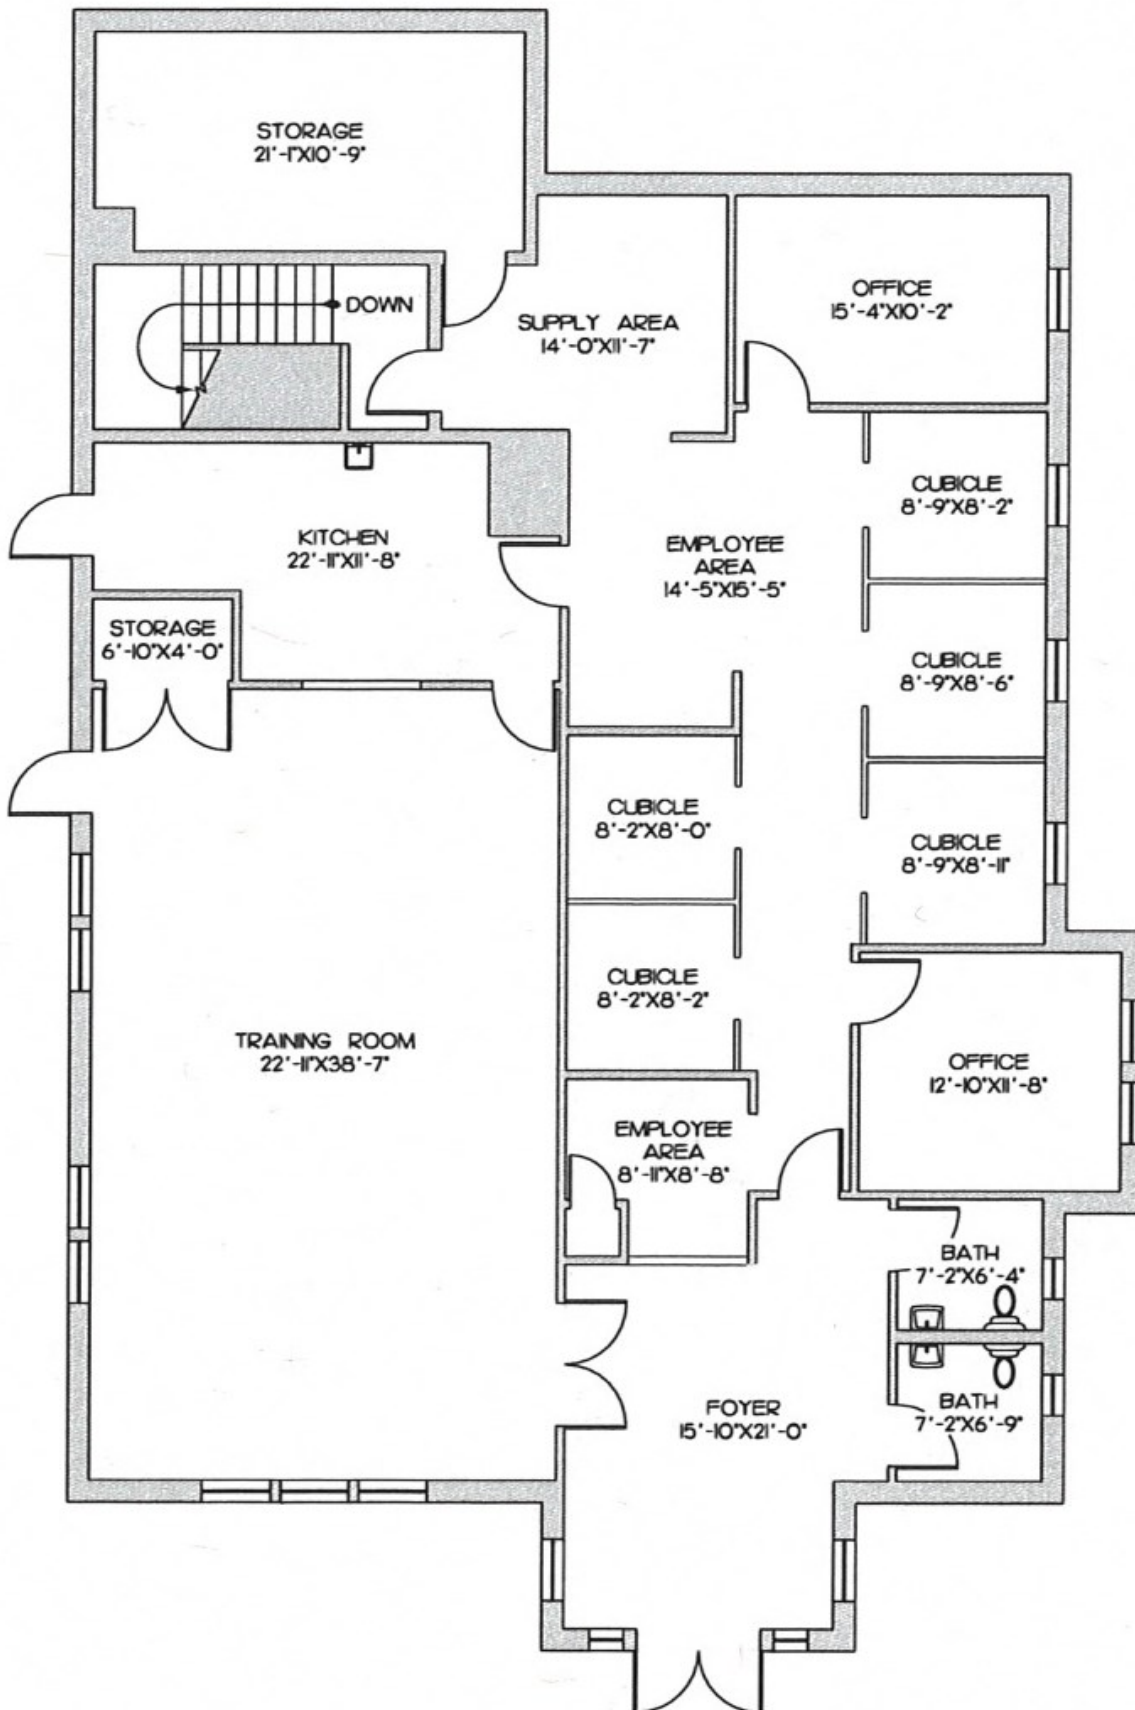 STORAGE
21'-1"X10'-9"
DOWN
SUPPLY AREA
14'-0"X11'-7"
OFFICE
15'-4"X10'-2"
KITCHEN
22'-11"X11'-8"
EMPLOYEE
AREA
14'-5"X15'-5"
CUBICLE
8'-9"X8'-2"
STORAGE
6'-10"X4'-0"
CUBICLE
8'-9"X8'-6"
CUBICLE
8'-2"X8'-0"
CUBICLE
8'-9"X8'-11"
CUBICLE
8'-2"X8'-2"
TRAINING ROOM
22'-11"X38'-7"
OFFICE
12'-10"X11'-8"
EMPLOYEE
AREA
8'-11"X8'-8"
BATH
7'-2"X6'-4"
FOYER
15'-10"X21'-0"
BATH
7'-2"X6'-9"